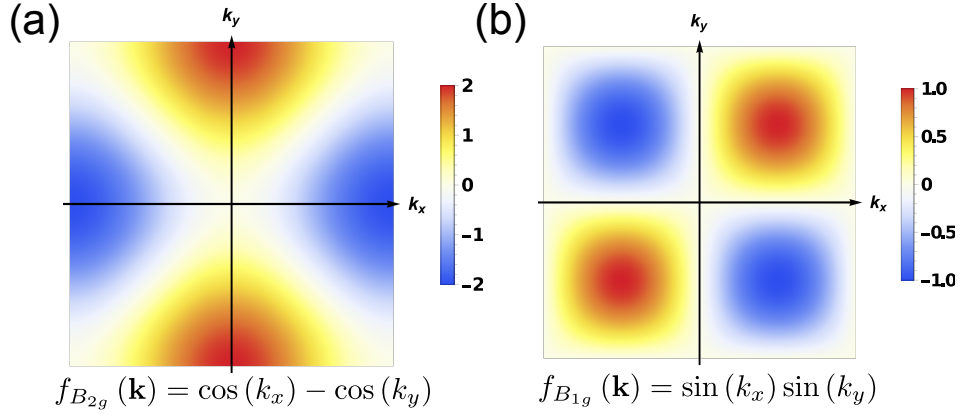 (a)
k_y
k_x
2
1
0
−1
−2
f_{B_{2g}} (𝐤) = cos (k_x) − cos (k_y)
(b)
k_y
k_x
1.0
0.5
0
−0.5
−1.0
f_{B_{1g}} (𝐤) = sin (k_x) sin (k_y)